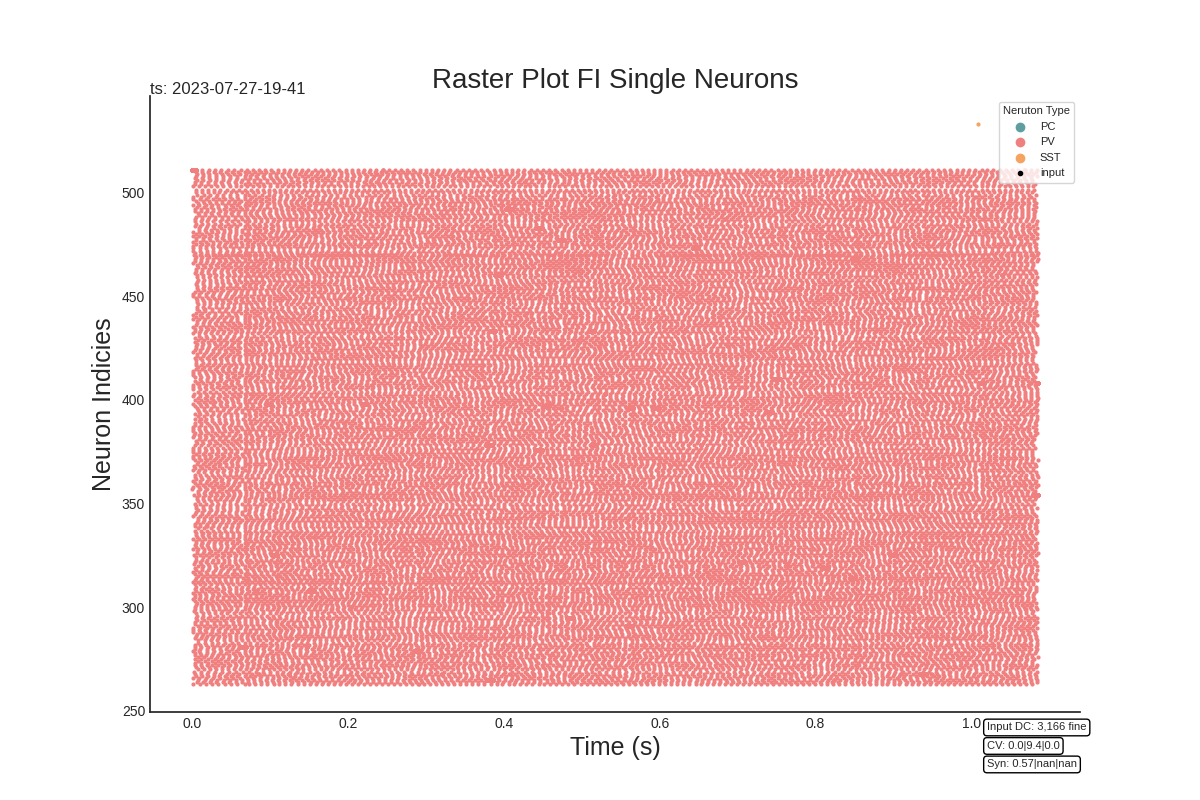 Raster Plot FI Single Neurons
ts: 2023-07-27-19-41
Neruton Type
PC
PV
SST
input
Neuron Indicies
500
450
400
350
300
250
0.0
0.2
0.4
0.6
0.8
1.0
Time (s)
Input DC: 3,166 fine
CV: 0.0|9.4|0.0
Syn: 0.57|nan|nan